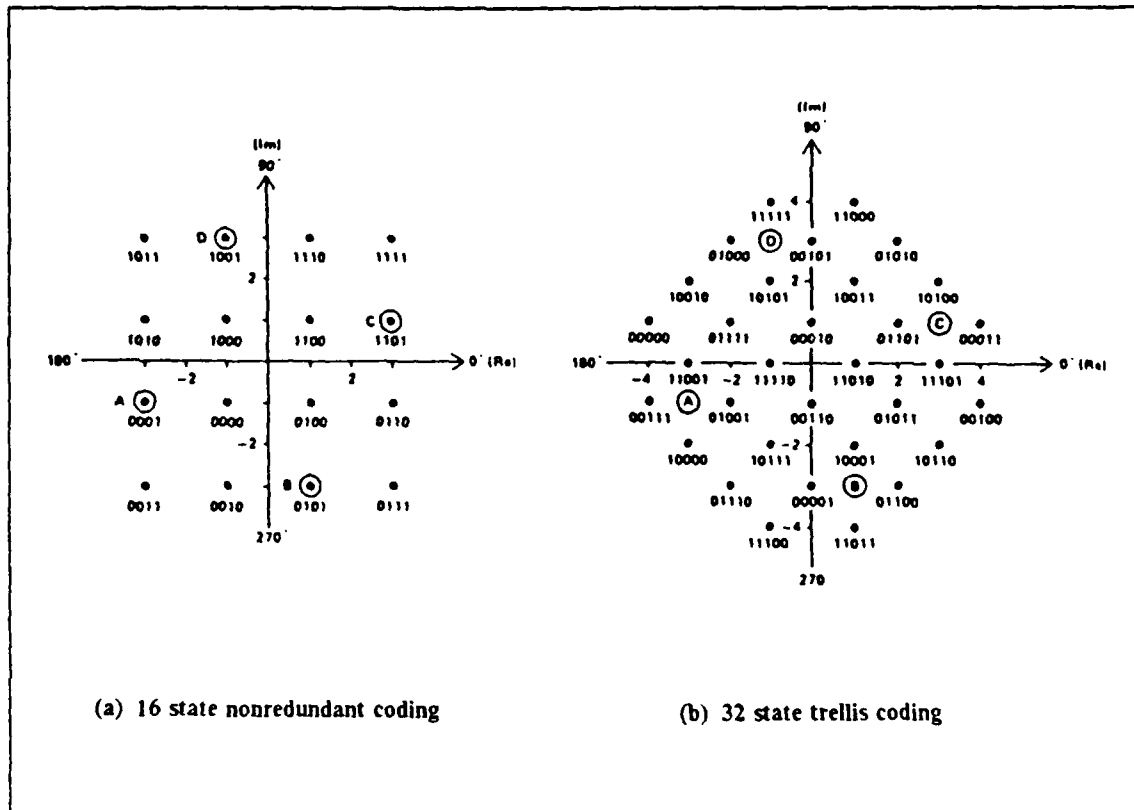 (Im)
90°
D
1011 1001 1110 1111
2
C
1010 1000 1100 1101
180° 0° (Re)
-2 2
A
0001 0000 0100 0110
-2
B
0011 0010 0101 0111
270°
(a) 16 state nonredundant coding
(Im)
90°
4
11111 11000
D
01000 00101 01010
2
10010 10101 10011 10100
C
00000 01111 00010 01101 00011
180° 0° (Re)
-4 11001 -2 11110 11010 2 11101 4
A
00111 01001 00110 01011 00100
-2
10000 10111 10001 10110
B
01110 00001 01100
-4
11100 11011
270
(b) 32 state trellis coding